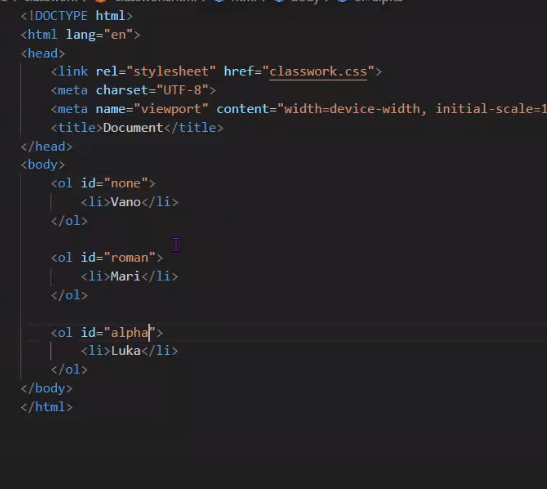 <!DOCTYPE html>
<html lang="en">
<head>
<link rel="stylesheet" href="classwork.css">
<meta charset="UTF-8">
<meta name="viewport" content="width=device-width, initial-scale=1
<title>Document</title>
</head>
<body>
<ol id="none">
<li>Vano</li>
</ol>
<ol id="roman">
<li>Mari</li>
</ol>
<ol id="alpha">
<li>Luka</li>
</ol>
</body>
</html>